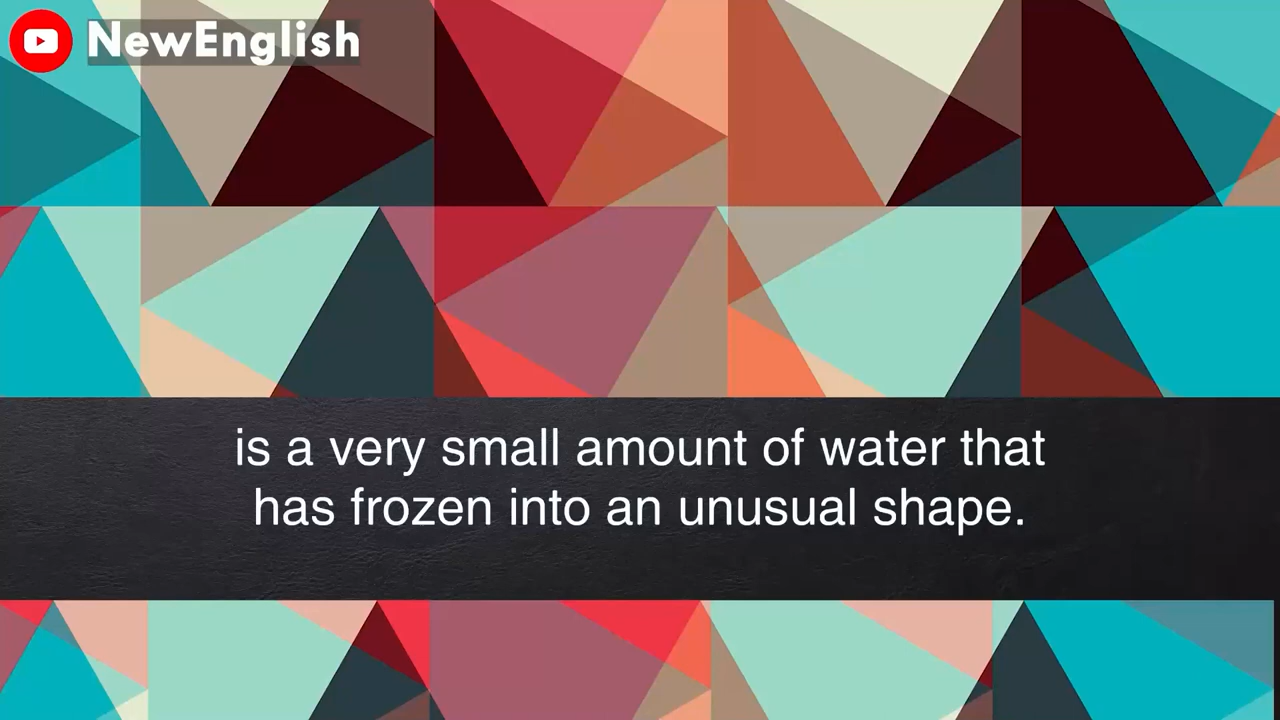 NewEnglish
is a very small amount of water that
has frozen into an unusual shape.